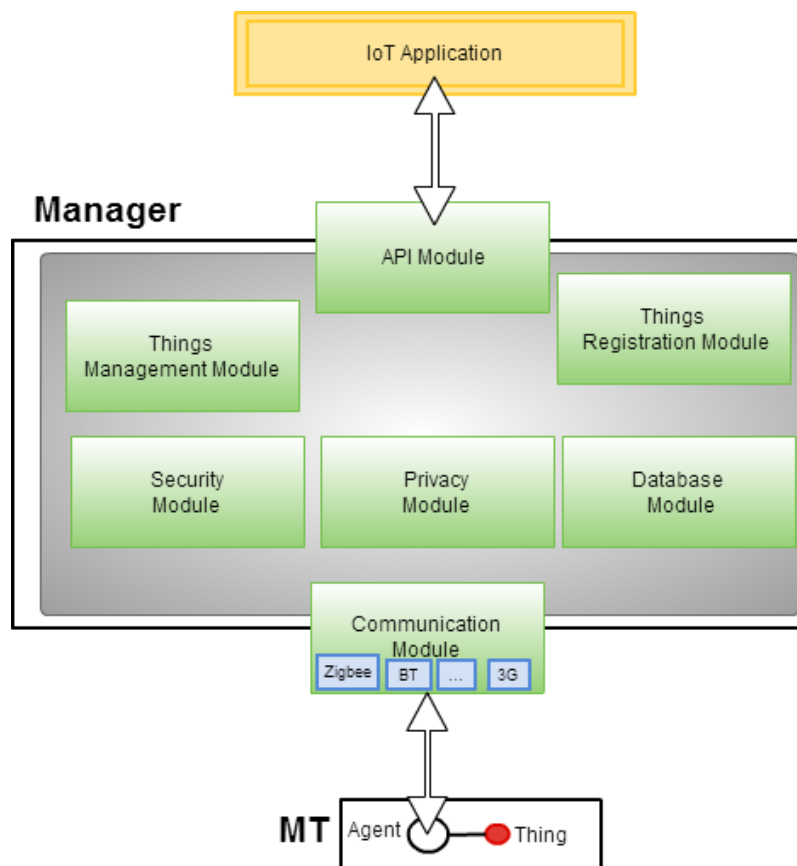 IoT Application
Manager
API Module
Things
Management Module
Things
Registration Module
Security
Module
Privacy
Module
Database
Module
Communication
Module
Zigbee
BT
...
3G
MT
Agent
Thing